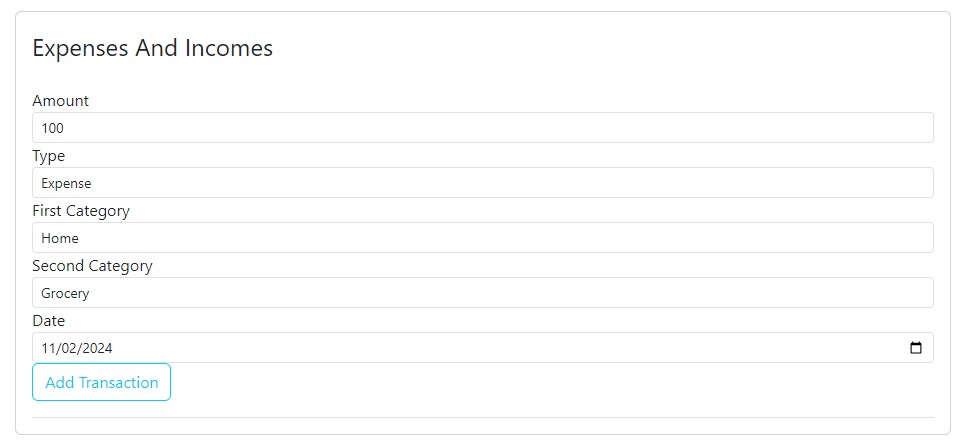 Expenses And Incomes
Amount
100
Type
Expense
First Category
Home
Second Category
Grocery
Date
11/02/2024
Add Transaction